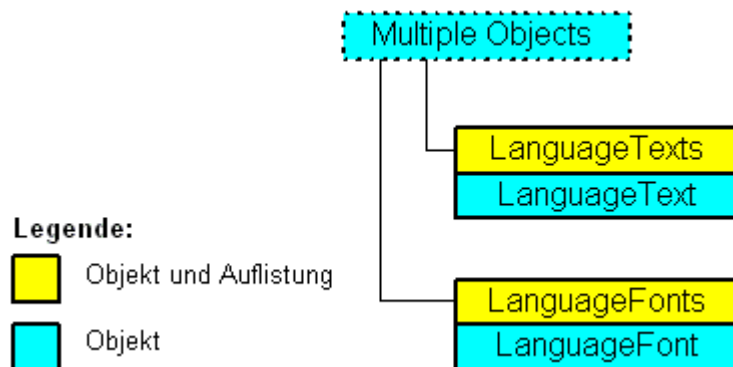 Multiple Objects
LanguageTexts
LanguageText
Legende:
Objekt und Auflistung
Objekt
LanguageFonts
LanguageFont